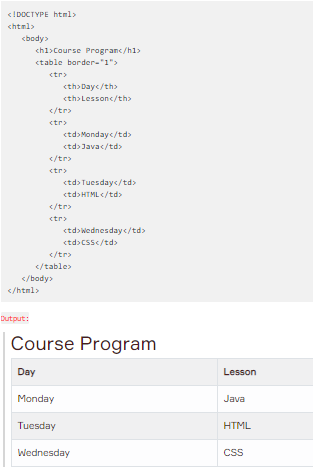 <!DOCTYPE html>
<html>
<body>
<h1>Course Program</h1>
<table border="1">
<tr>
<th>Day</th>
<th>Lesson</th>
</tr>
<tr>
<td>Monday</td>
<td>Java</td>
</tr>
<tr>
<td>Tuesday</td>
<td>HTML</td>
</tr>
<tr>
<td>Wednesday</td>
<td>CSS</td>
</tr>
</table>
</body>
</html>
Output:
Course Program
Day Lesson
Monday Java
Tuesday HTML
Wednesday CSS